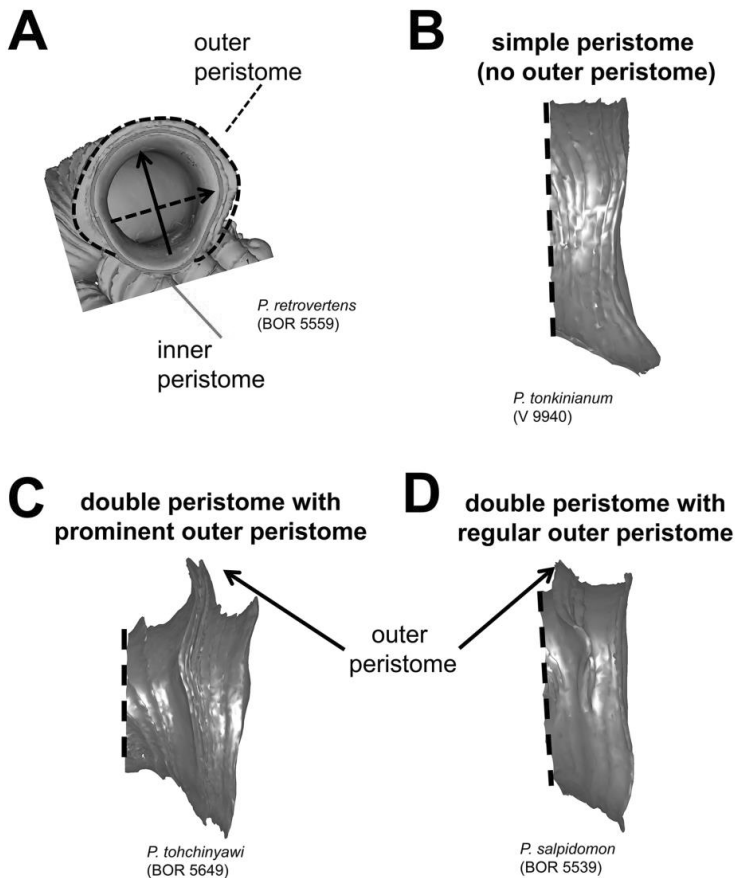 A
outer
peristome
P. retrovertens
(BOR 5559)
inner
peristome
B
simple peristome
(no outer peristome)
P. tonkinianum
(V 9940)
C
double peristome with
prominent outer peristome
D
double peristome with
regular outer peristome
outer
peristome
P. tohchinyawi
(BOR 5649)
P. salpidomon
(BOR 5539)